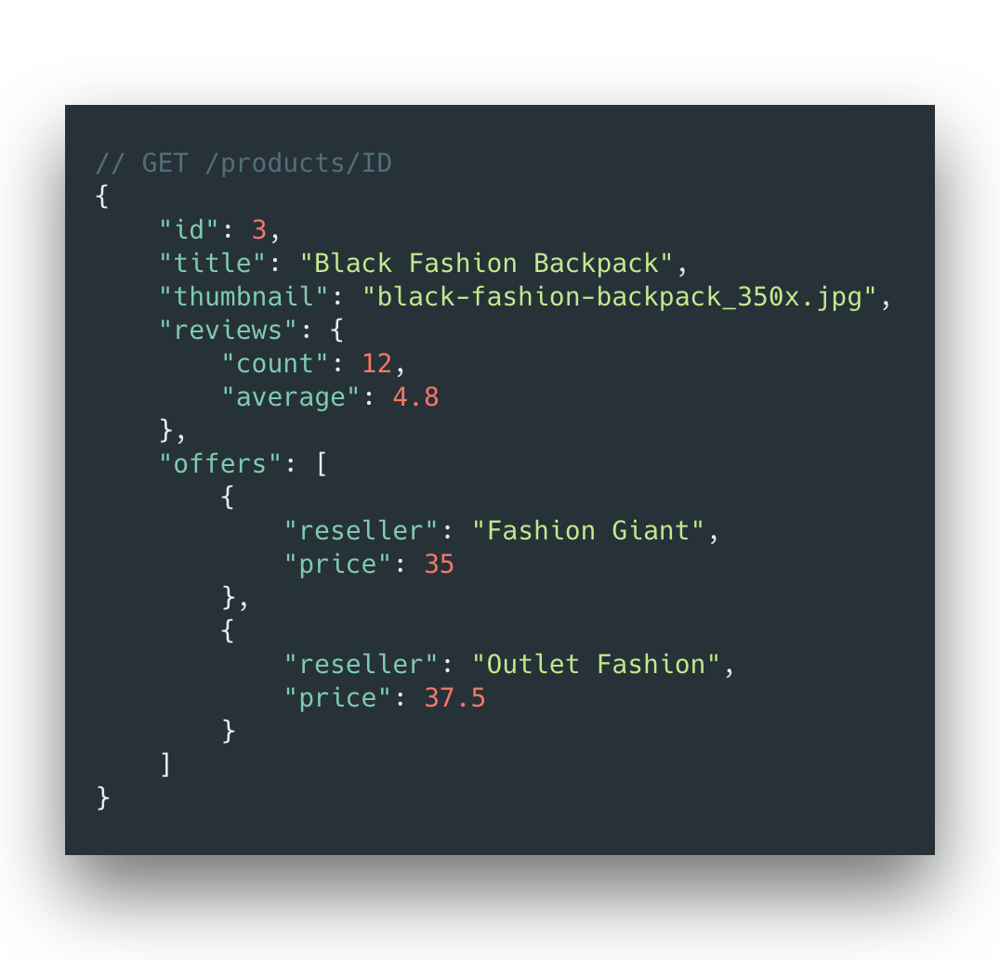 // GET /products/ID
{
    "id": 3,
    "title": "Black Fashion Backpack",
    "thumbnail": "black-fashion-backpack_350x.jpg",
    "reviews": {
        "count": 12,
        "average": 4.8
    },
    "offers": [
        {
            "reseller": "Fashion Giant",
            "price": 35
        },
        {
            "reseller": "Outlet Fashion",
            "price": 37.5
        }
    ]
}